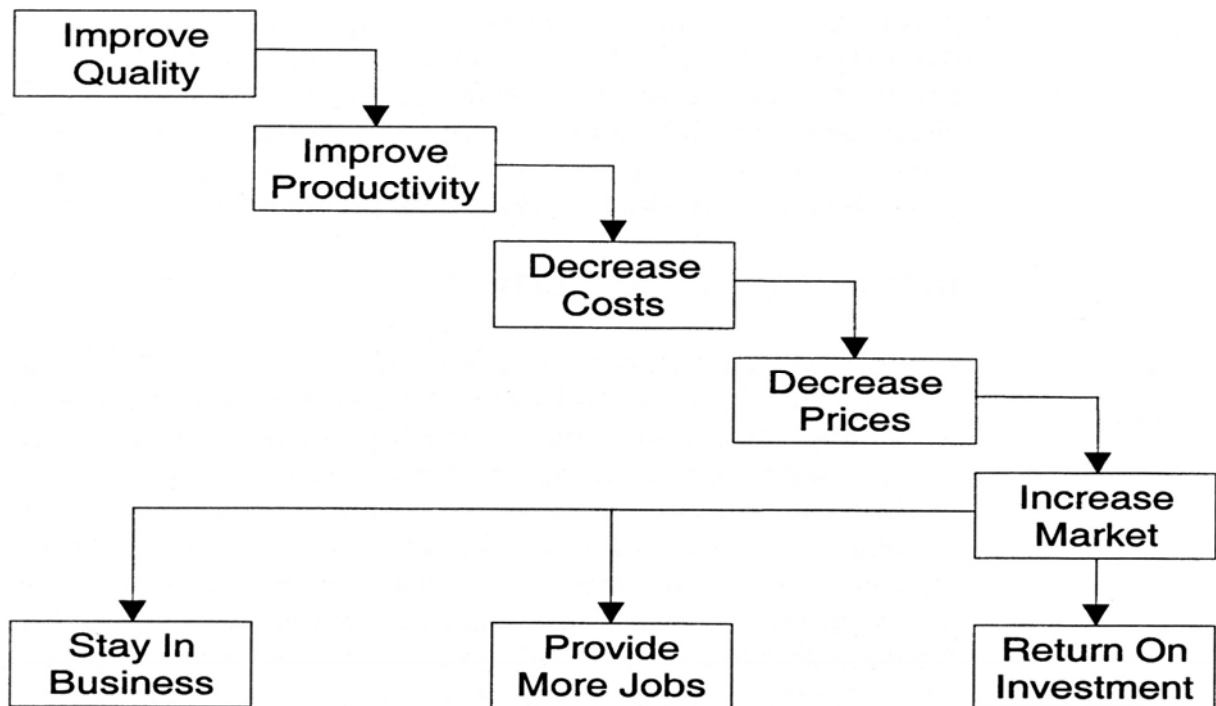 Improve
Quality
Improve
Productivity
Decrease
Costs
Decrease
Prices
Increase
Market
Stay In
Business
Provide
More Jobs
Return On
Investment